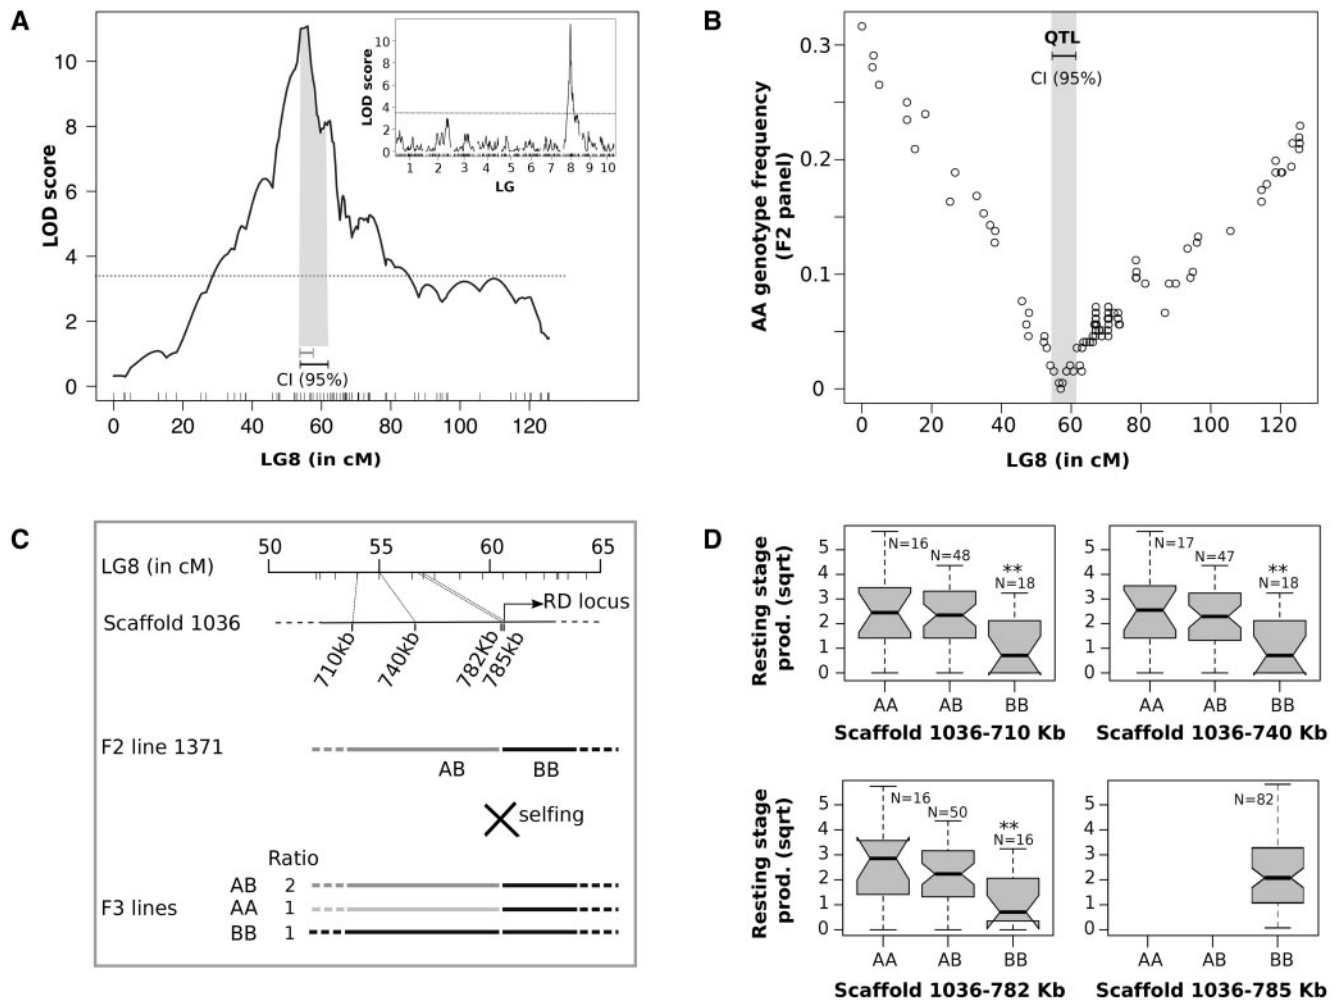 A
LOD score
10
8
6
4
2
0
CI (95%)
0 20 40 60 80 100 120
LG8 (in cM)
LOD score
10
8
6
4
2
0
1 2 3 4 5 6 7 8 9 10
LG
B
AA genotype frequency
(F2 panel)
0.3
0.2
0.1
0
QTL
CI (95%)
0 20 40 60 80 100 120
LG8 (in cM)
C
50 55 60 65
LG8 (in cM)
RD locus
Scaffold 1036
710kb
740kb
782Kb
785kb
F2 line 1371
AB BB
selfing
Ratio
AB 2
F3 lines AA 1
BB 1
D
Resting stage
prod. (sqrt)
5
4
3
2
1
0
N=16
N=48
**
N=18
AA AB BB
Scaffold 1036-710 Kb
Resting stage
prod. (sqrt)
5
4
3
2
1
0
N=17
N=47
**
N=18
AA AB BB
Scaffold 1036-740 Kb
Resting stage
prod. (sqrt)
5
4
3
2
1
0
N=16
N=50
**
N=16
AA AB BB
Scaffold 1036-782 Kb
Resting stage
prod. (sqrt)
5
4
3
2
1
0
N=82
AA AB BB
Scaffold 1036-785 Kb